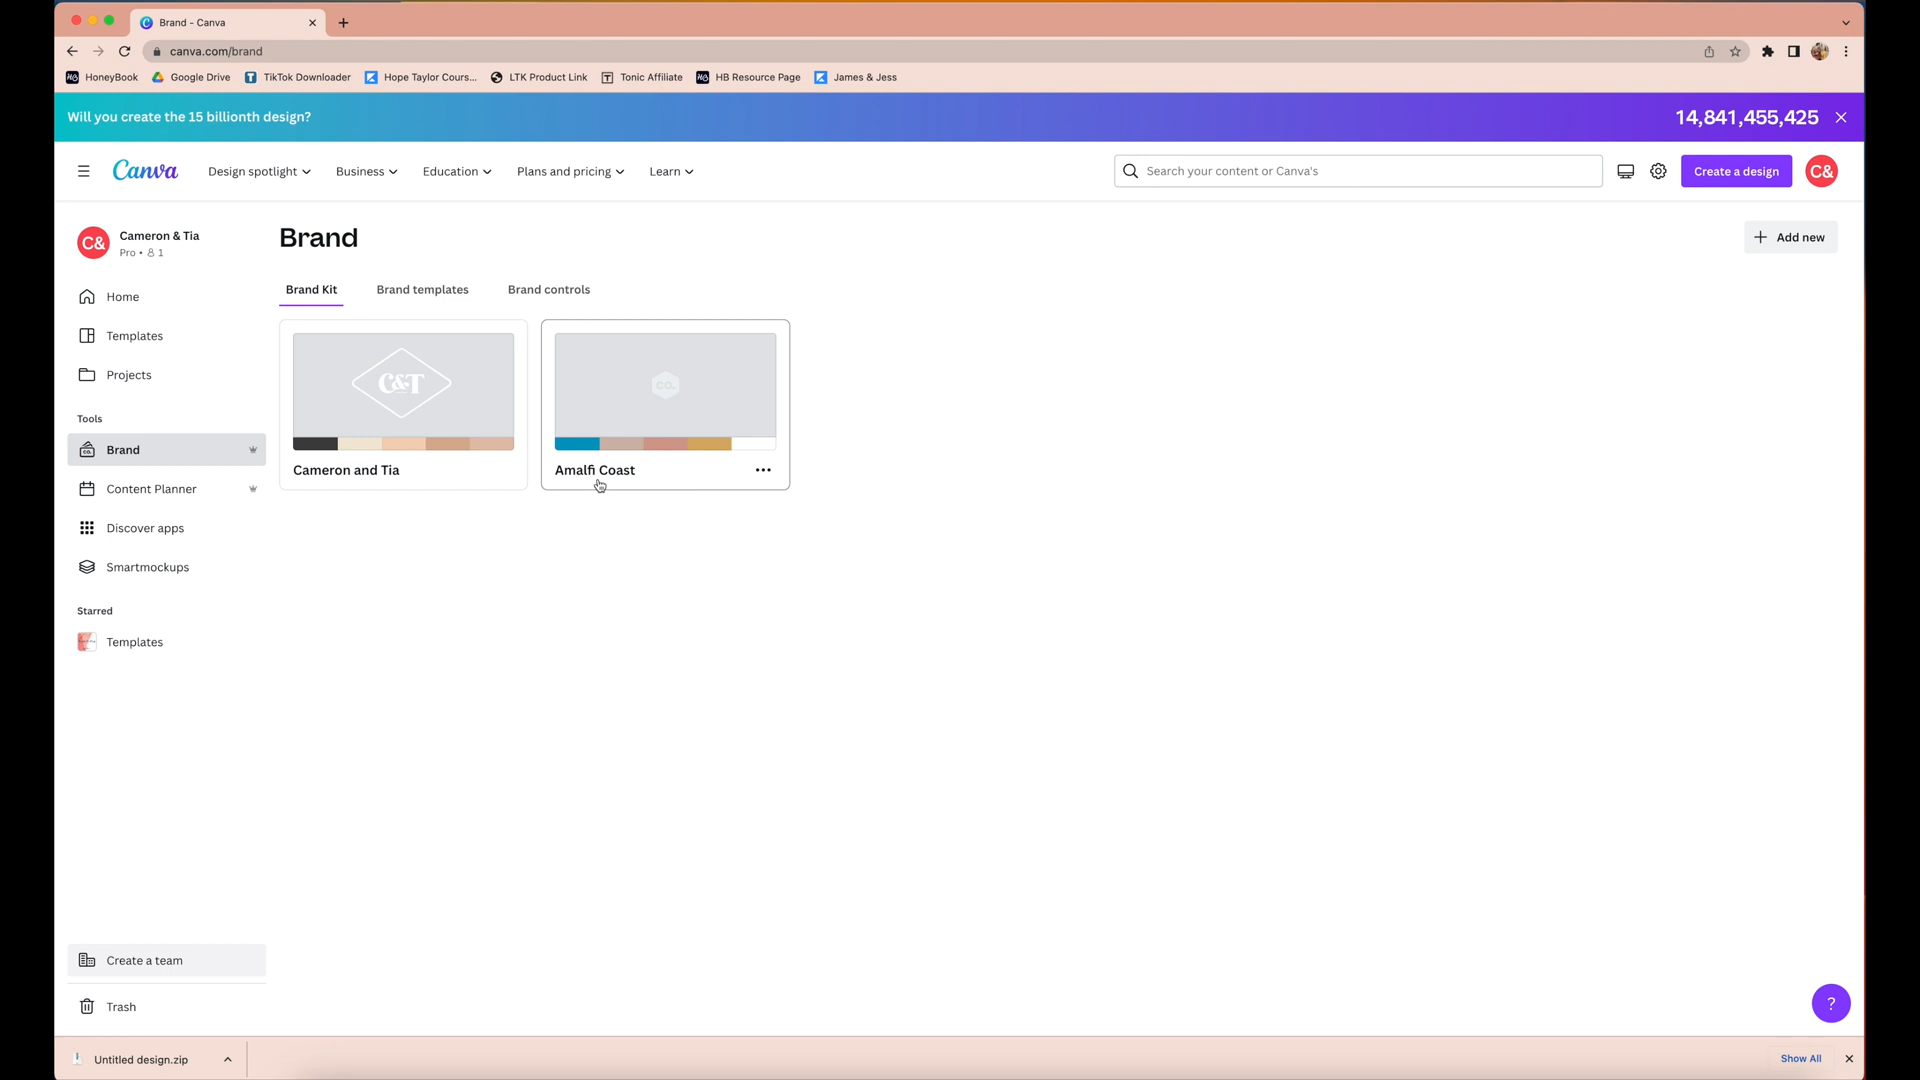 Brand - Canva
canva.com/brand
HoneyBook Google Drive TikTok Downloader Hope Taylor Cours... LTK Product Link Tonic Affiliate HB Resource Page James & Jess
Will you create the 15 billionth design? 14,841,455,425
Canva Design spotlight Business Education Plans and pricing Learn Search your content or Canva's Create a design C&
C& Cameron & Tia
Pro • 1
Brand
Add new
Brand Kit Brand templates Brand controls
Home
Templates
Projects
Tools
Brand
Content Planner
Discover apps
Smartmockups
Starred
Templates
C&T
CO.
Cameron and Tia
Amalfi Coast
Create a team
Trash
?
Untitled design.zip
Show All